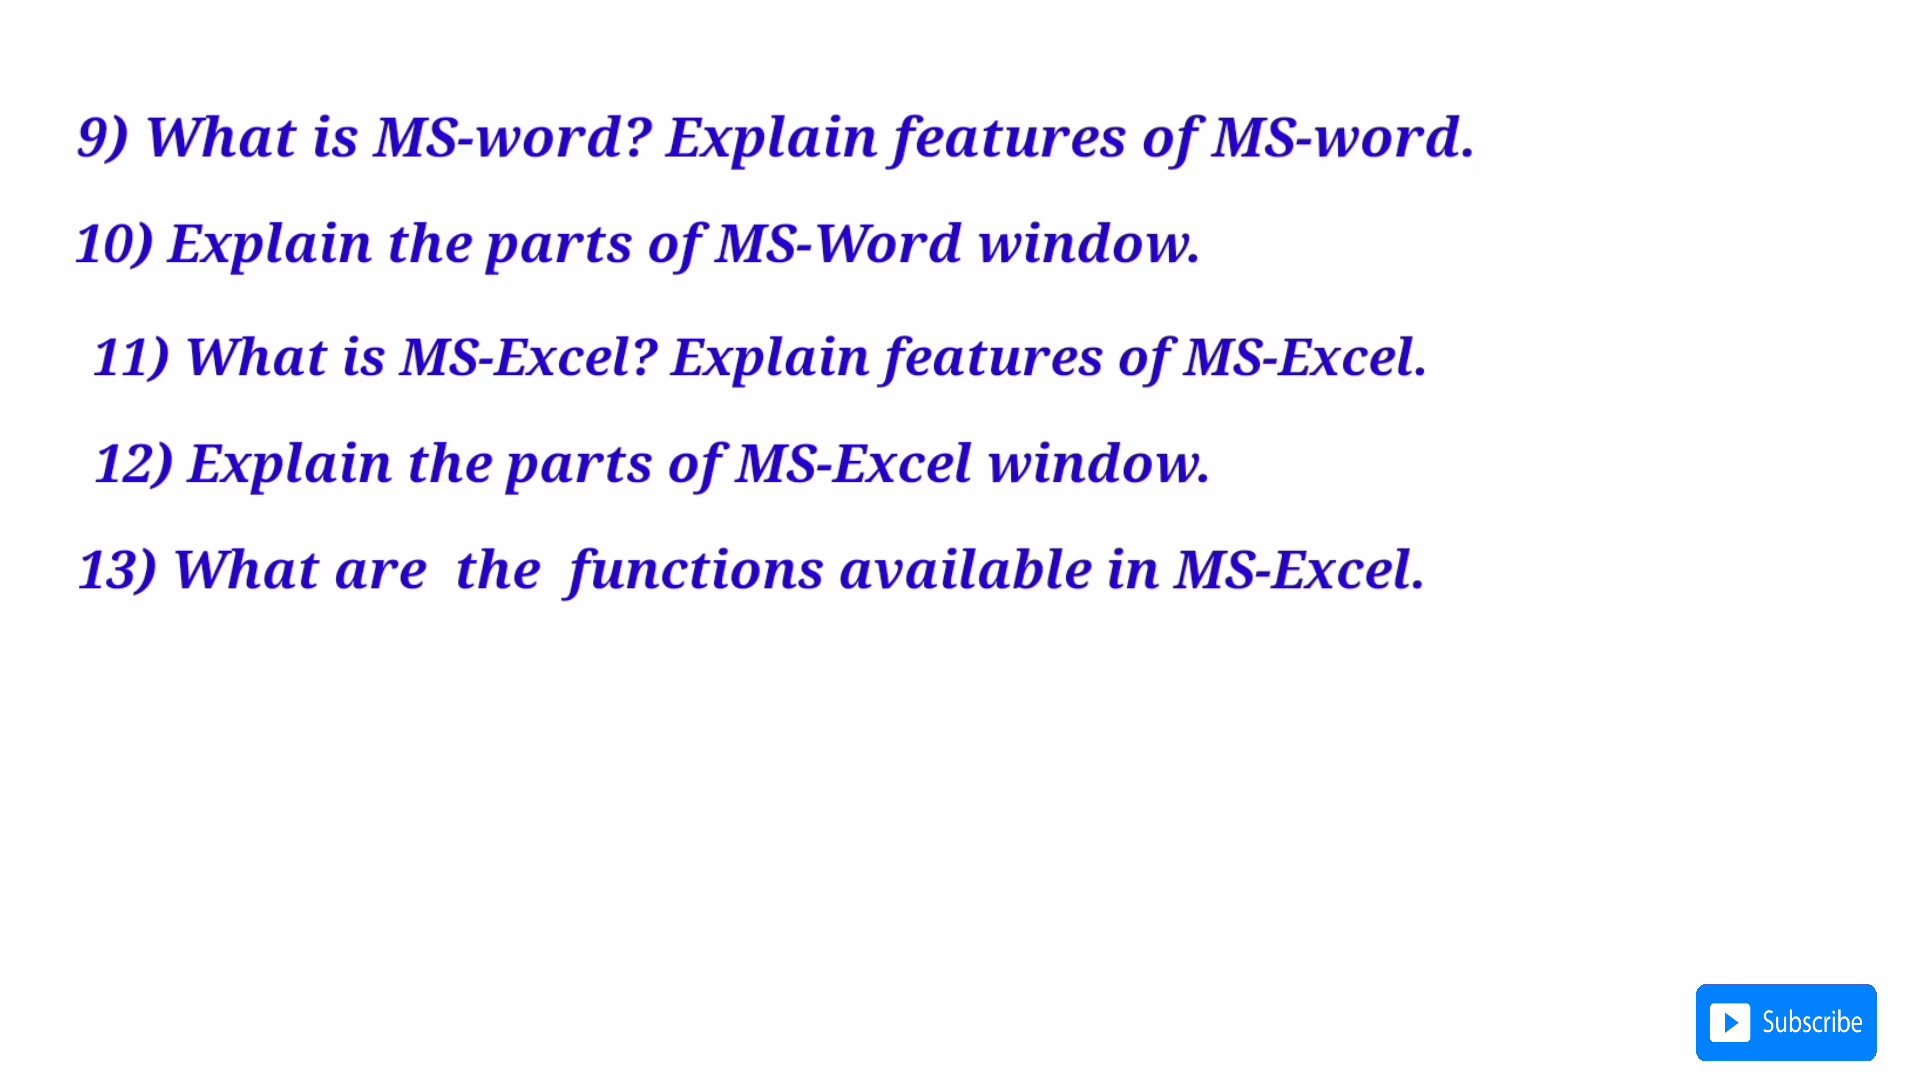 9) What is MS-word? Explain features of MS-word.
10) Explain the parts of MS-Word window.
11) What is MS-Excel? Explain features of MS-Excel.
12) Explain the parts of MS-Excel window.
13) What are the functions available in MS-Excel.
Subscribe